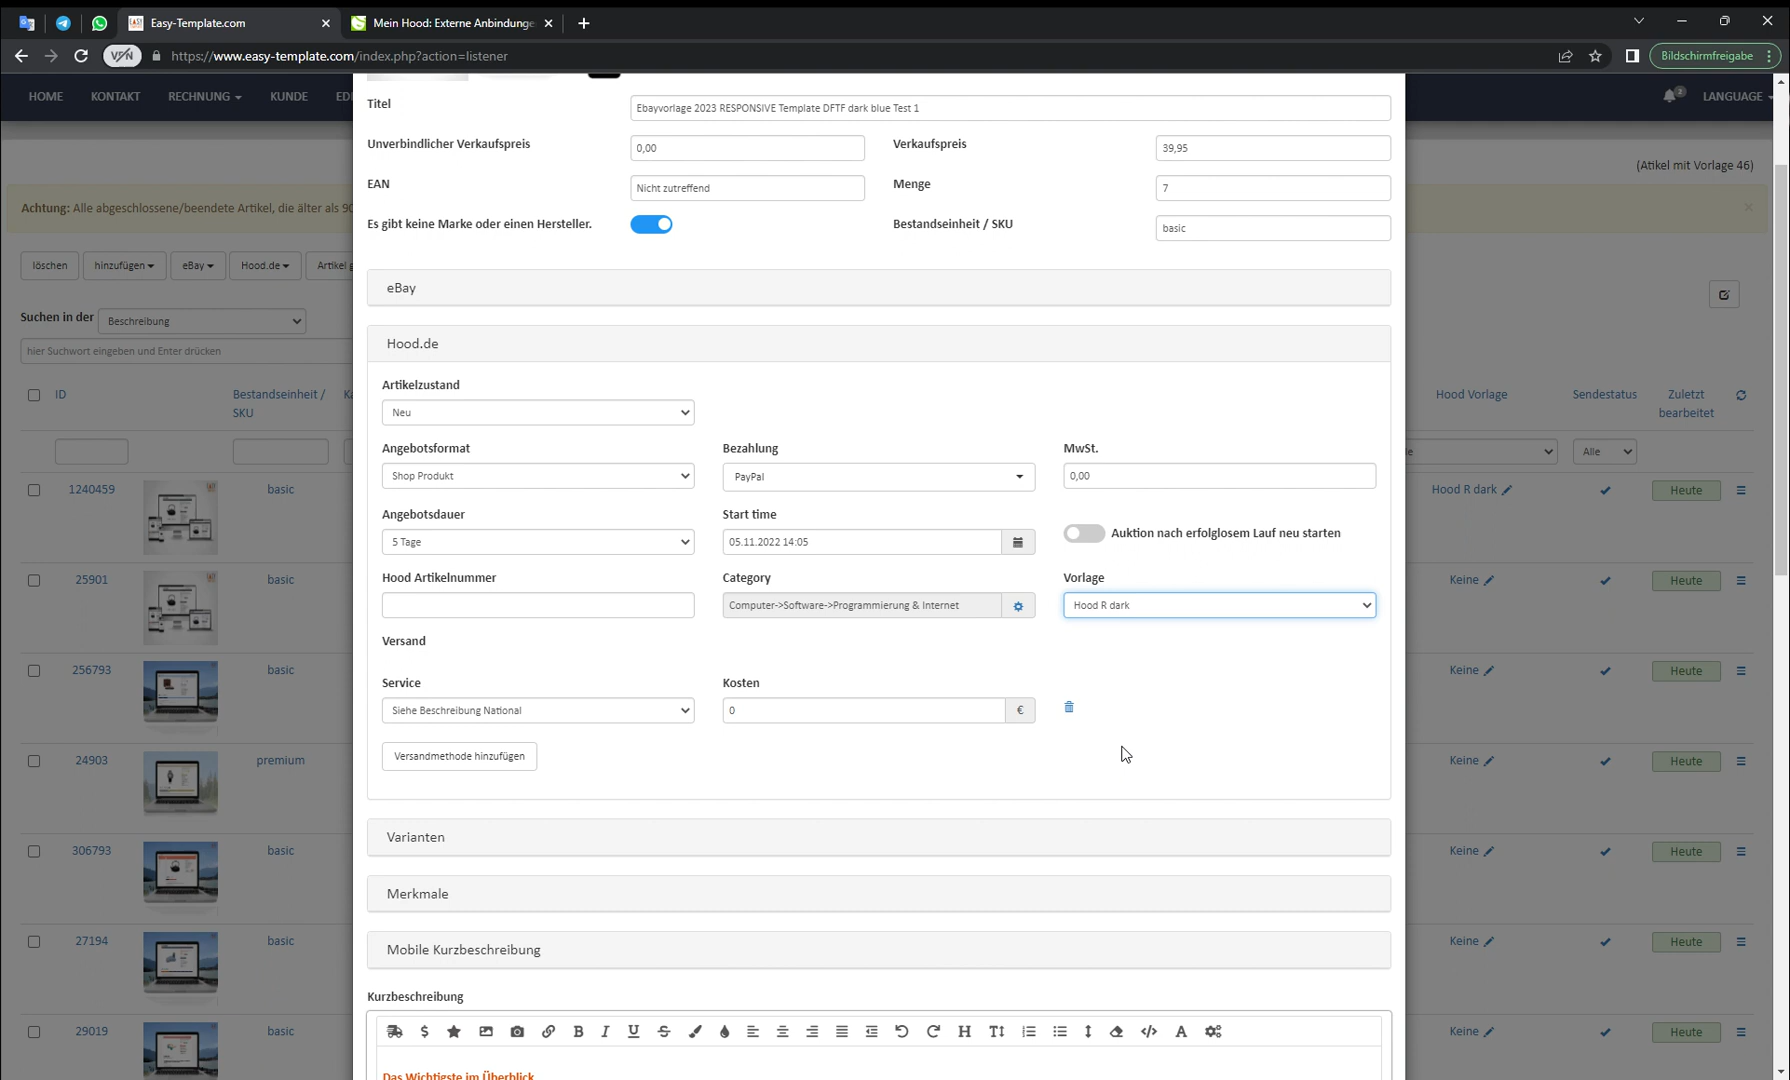 Easy-Template.com
Mein Hood: Externe Anbindunge
VPN
https://www.easy-template.com/index.php?action=listener
Bildschirmfreigabe
HOME KONTAKT RECHNUNG KUNDE EDI
2
LANGUAGE
Titel
Ebayvorlage 2023 RESPONSIVE Template DFTF dark blue Test 1
Unverbindlicher Verkaufspreis
0,00
Verkaufspreis
39,95
(Atikel mit Vorlage 46)
EAN
Nicht zutreffend
Menge
7
Achtung: Alle abgeschlossene/beendete Artikel, die älter als 90
Es gibt keine Marke oder einen Hersteller.
Bestandseinheit / SKU
basic
löschen hinzufügen eBay Hood.de Artikel g
eBay
Suchen in der Beschreibung
hier Suchwort eingeben und Enter drücken
Hood.de
Artikelzustand
Neu
ID
Bestandseinheit / SKU
Ka
Hood Vorlage
Sendestatus
Zuletzt bearbeitet
Angebotsformat
Shop Produkt
Bezahlung
PayPal
MwSt.
0,00
le
Alle
1240459 basic
Hood R dark
Heute
Angebotsdauer
5 Tage
Start time
05.11.2022 14:05
Auktion nach erfolglosem Lauf neu starten
25901 basic
Keine
Heute
Hood Artikelnummer
Category
Computer->Software->Programmierung & Internet
Vorlage
Hood R dark
Versand
256793 basic
Keine
Heute
Service
Siehe Beschreibung National
Kosten
0
€
Versandmethode hinzufügen
24903 premium
Keine
Heute
Varianten
306793 basic
Keine
Heute
Merkmale
27194 basic
Keine
Heute
Mobile Kurzbeschreibung
Kurzbeschreibung
29019 basic
Keine
Heute
Das Wichtigste im Überblick